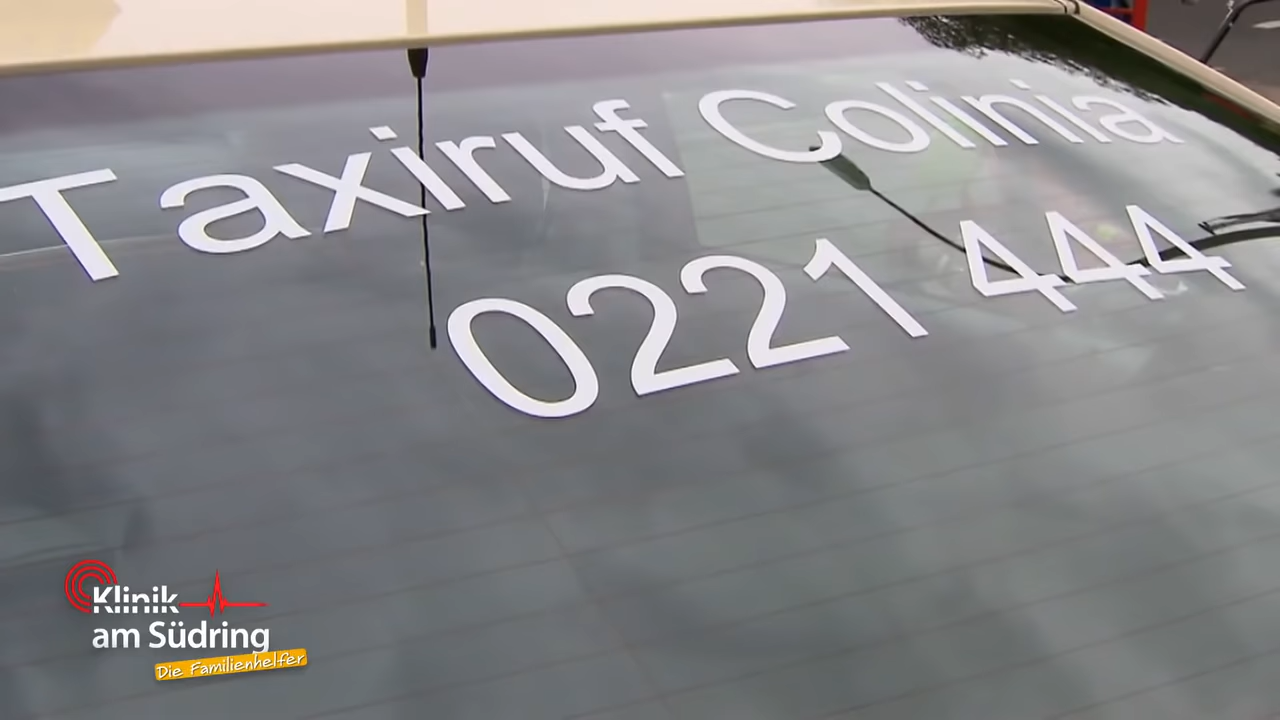 Taxiruf Colinia
0221 444
Klinik
am Südring
Die Familienhelfer